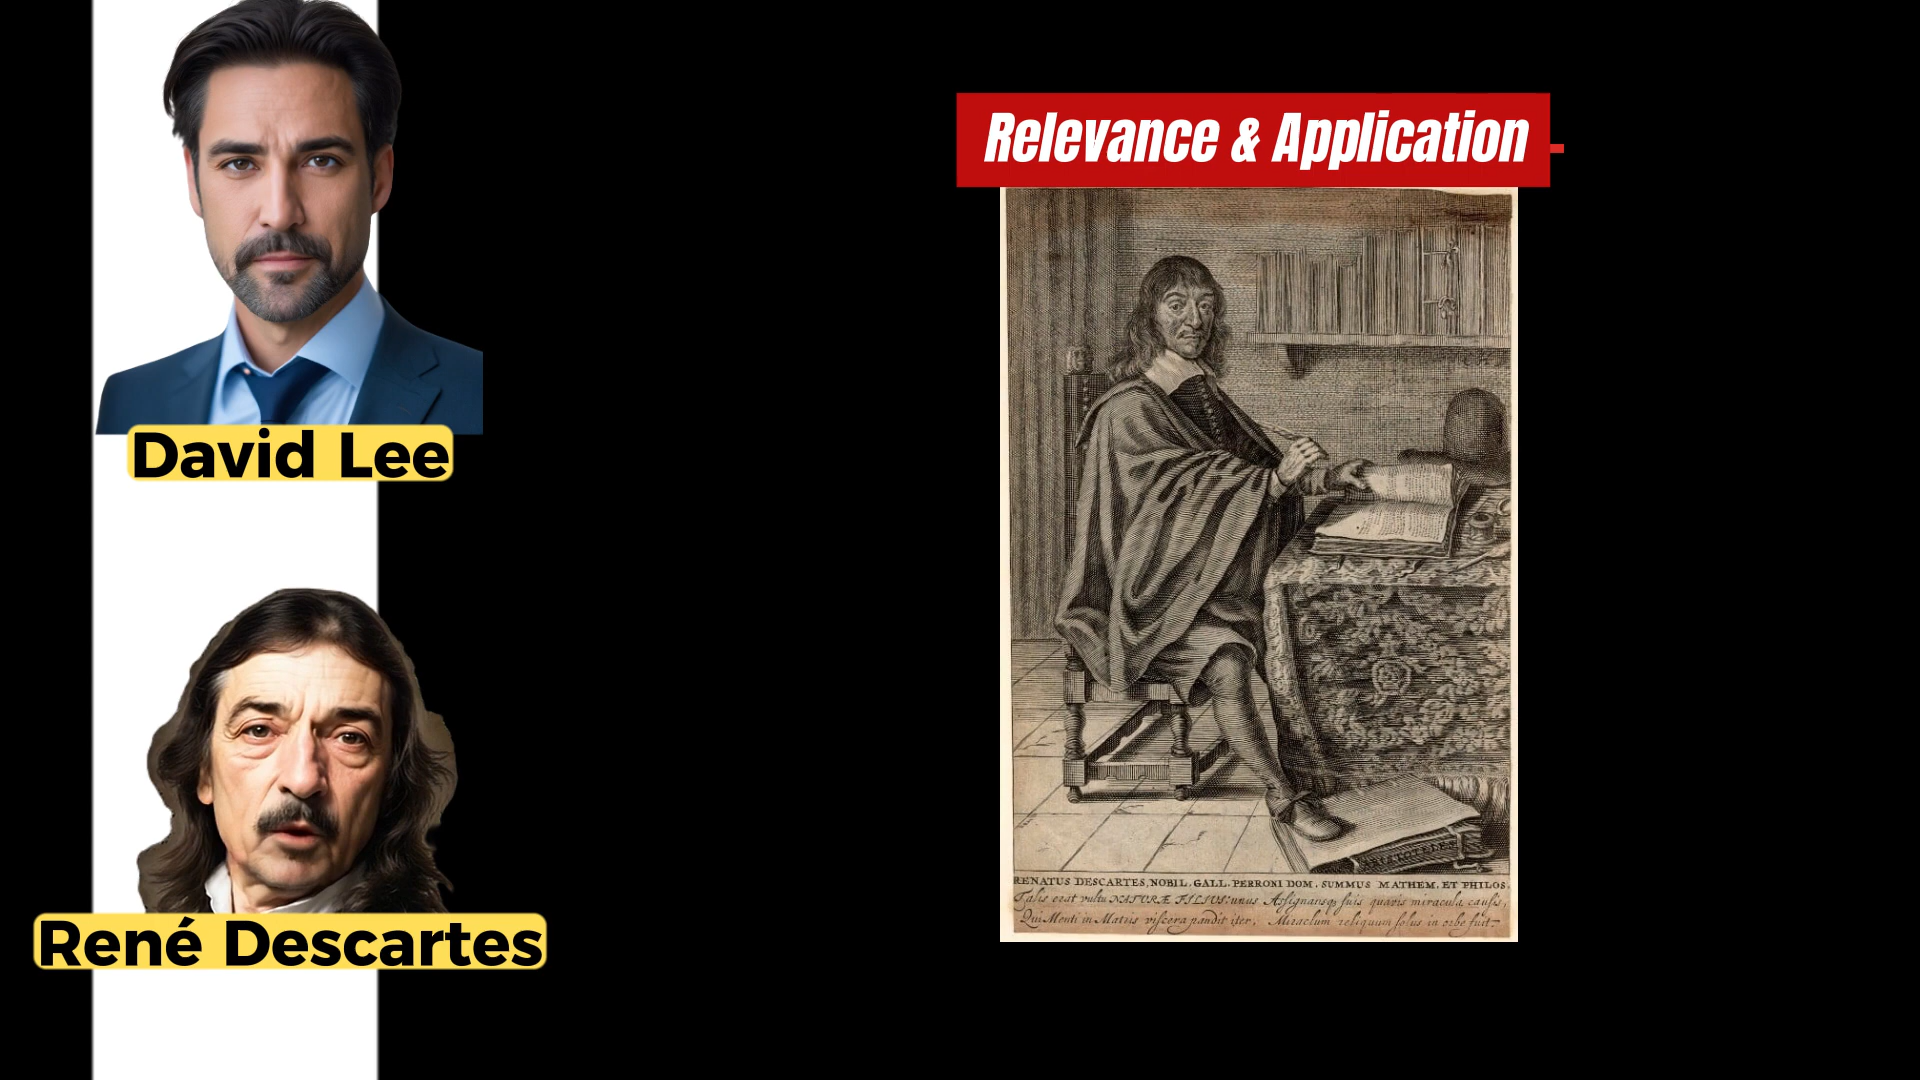 David Lee
René Descartes
Relevance & Application
RENATUS DESCARTES, NOBIL. GALL. PERRONI DOM. SUMMUS MATHEM. ET PHILOS.
Talis erat vultu NATURÆ FILIUS: unus Assignansqs suis quavis miracula causis,
Qui Menti in Matris viscera pandit iter. Miraclum reliquum solus in orbe fuit.
ARISTOTELES